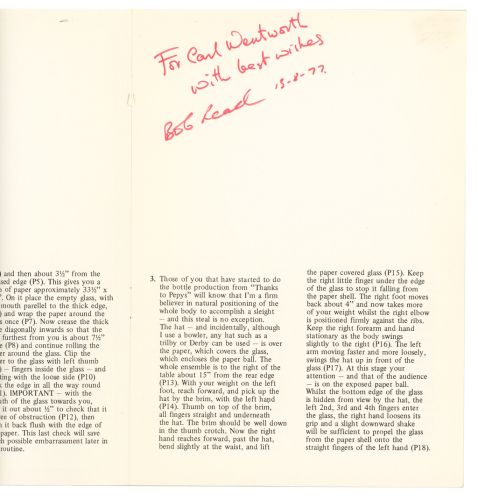 For Carl Wentworth
with best wishes
Bob Read 13-8-77.
) and then about 3½” from the
sed edge (P5). This gives you a
of paper approximately 33½” x
”. On it place the empty glass, with
mouth parellel to the thick edge,
) and wrap the paper around the
s once (P7). Now crease the thick
e diagonally inwards so that the
furthest from you is about 7½”
e (P8) and continue rolling the
er around the glass. Clip the
er to the glass with left thumb
) — fingers inside the glass — and
ting with the loose side (P10)
k the edge in all the way round
1). IMPORTANT — with the
th of the glass towards you,
it out about ½” to check that it
ee of obstruction (P12), then
it back flush with the edge of
paper. This last check will save
h possible embarrassment later in
routine.
3. Those of you that have started to do
the bottle production from “Thanks
to Pepys” will know that I’m a firm
believer in natural positioning of the
whole body to accomplish a sleight
— and this steal is no exception.
The hat — and incidentally, although
I use a bowler, any hat such as a
trilby or Derby can be used — is over
the paper, which covers the glass,
which encloses the paper ball. The
whole ensemble is to the right of the
table about 15” from the rear edge
(P13). With your weight on the left
foot, reach forward, and pick up the
hat by the brim, with the left hand
(P14). Thumb on top of the brim,
all fingers straight and underneath
the hat. The brim should be well down
in the thumb crotch. Now the right
hand reaches forward, past the hat,
bend slightly at the waist, and lift
the paper covered glass (P15). Keep
the right little finger under the edge
of the glass to stop it falling from
the paper shell. The right foot moves
back about 4” and now takes more
of your weight whilst the right elbow
is positioned firmly against the ribs.
Keep the right forearm and hand
stationary as the body swings
slightly to the right (P16). The left
arm moving faster and more loosely,
swings the hat up in front of the
glass (P17). At this stage your
attention — and that of the audience
— is on the exposed paper ball.
Whilst the bottom edge of the glass
is hidden from view by the hat, the
left 2nd, 3rd and 4th fingers enter
the glass, the right hand loosens its
grip and a slight downward shake
will be sufficient to propel the glass
from the paper shell onto the
straight fingers of the left hand (P18).